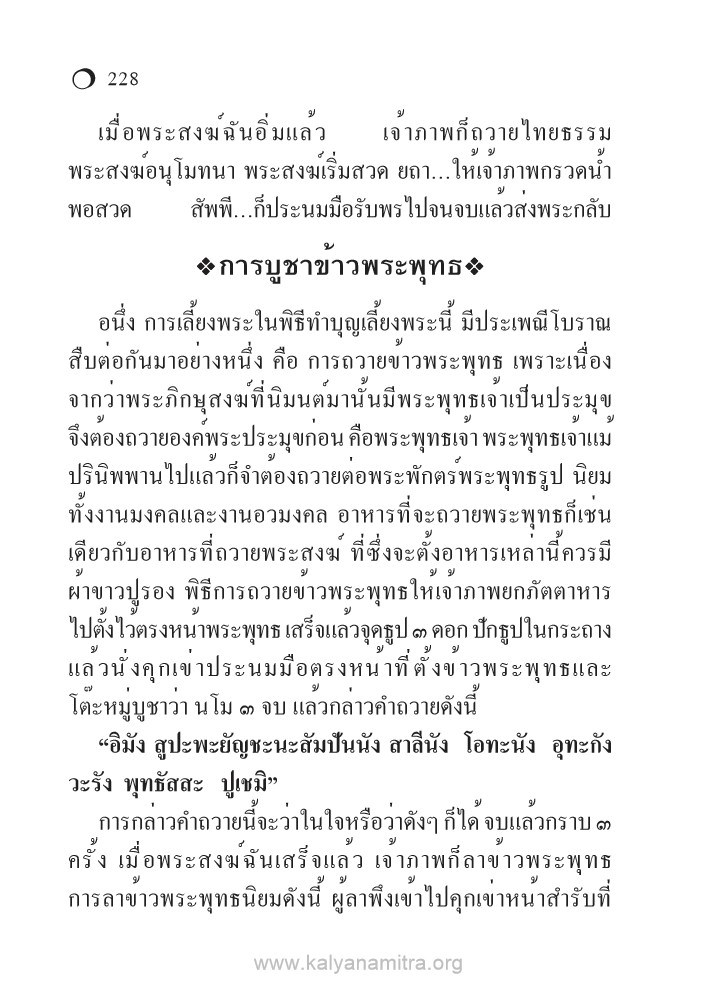 228
เมื่อพระสงฆ์ฉันอิ่มแล้ว เจ้าภาพก็ถวายไทยธรรม
พระสงฆ์อนุโมทนา พระสงฆ์เริ่มสวด ยถา...ให้เจ้าภาพกรวดน้ำ
พอสวด สัพพี...ก็ประนมมือรับพรไปจนจบแล้วส่งพระกลับ
❖การบูชาข้าวพระพุทธ❖
อนึ่ง การเลี้ยงพระในพิธีทำบุญเลี้ยงพระนี้ มีประเพณีโบราณ
สืบต่อกันมาอย่างหนึ่ง คือ การถวายข้าวพระพุทธ เพราะเนื่อง
จากว่าพระภิกษุสงฆ์ที่นิมนต์มานั้นมีพระพุทธเจ้าเป็นประมุข
จึงต้องถวายองค์พระประมุขก่อน คือพระพุทธเจ้า พระพุทธเจ้าแม้
ปรินิพพานไปแล้วก็จำต้องถวายต่อพระพักตร์พระพุทธรูป นิยม
ทั้งงานมงคลและงานอวมงคล อาหารที่จะถวายพระพุทธก็เช่น
เดียวกับอาหารที่ถวายพระสงฆ์ ที่ซึ่งจะตั้งอาหารเหล่านี้ควรมี
ผ้าขาวปูรอง พิธีการถวายข้าวพระพุทธให้เจ้าภาพยกภัตตาหาร
ไปตั้งไว้ตรงหน้าพระพุทธ เสร็จแล้วจุดธูป ๓ ดอก ปักธูปในกระถาง
แล้วนั่งคุกเข่าประนมมือตรงหน้าที่ตั้งข้าวพระพุทธและ
โต๊ะหมู่บูชาว่า นโม ๓ จบ แล้วกล่าวคำถวายดังนี้
“อิมัง สูปะพะยัญชะนะสัมปันนัง สาลีนัง โอทะนัง อุทะกัง
วะรัง พุทธัสสะ ปูเชมิ”
การกล่าวคำถวายนี้จะว่าในใจหรือว่าดังๆ ก็ได้ จบแล้วกราบ ๓
ครั้ง เมื่อพระสงฆ์ฉันเสร็จแล้ว เจ้าภาพก็ลาข้าวพระพุทธ
การลาข้าวพระพุทธนิยมดังนี้ ผู้ลาพึงเข้าไปคุกเข่าหน้าสำรับที่
www.kalyanamitra.org